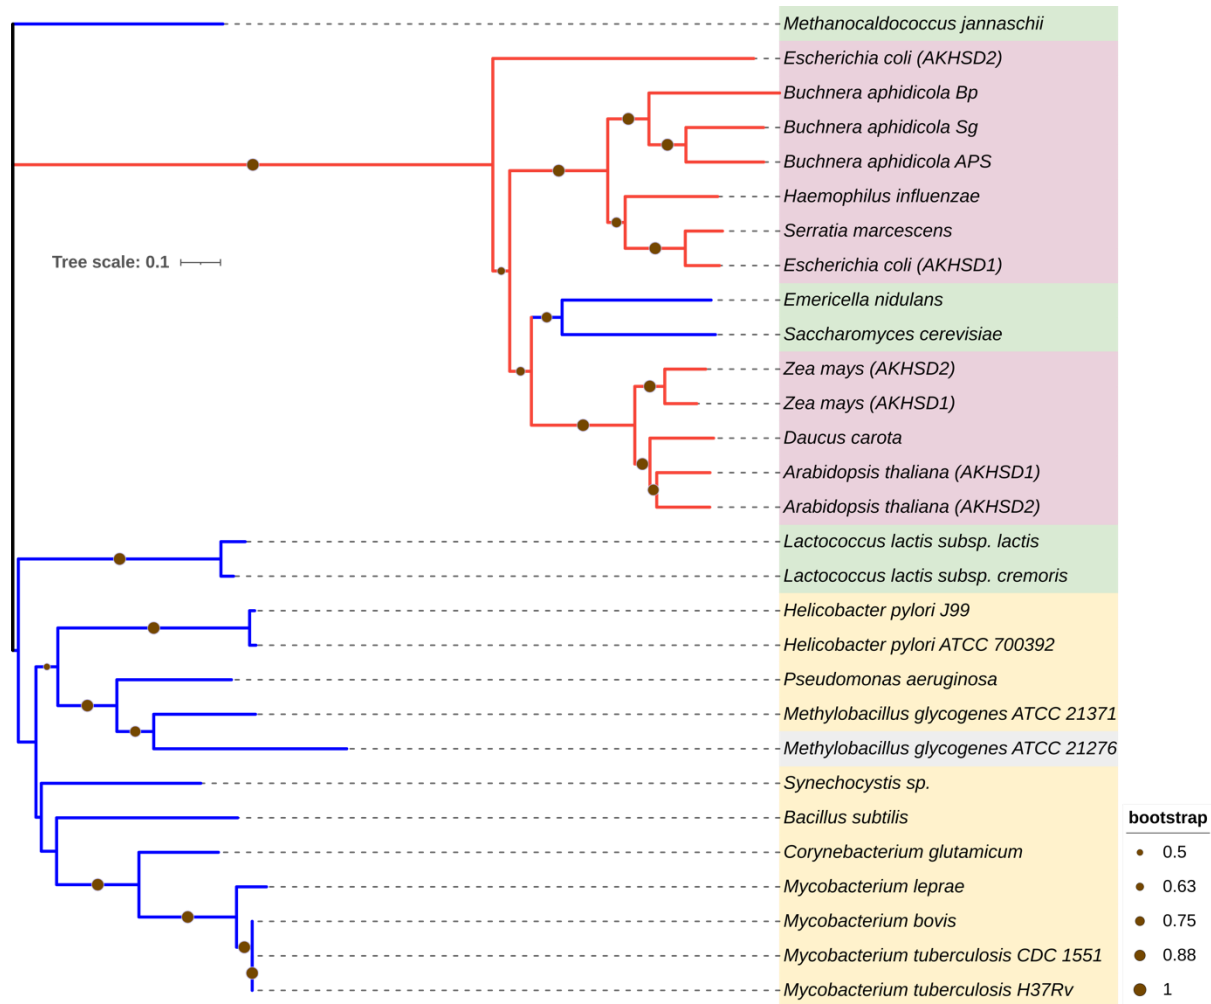 Methanocaldococcus jannaschii
Escherichia coli (AKHSD2)
Buchnera aphidicola Bp
Buchnera aphidicola Sg
Buchnera aphidicola APS
Haemophilus influenzae
Serratia marcescens
Tree scale: 0.1
Escherichia coli (AKHSD1)
Emericella nidulans
Saccharomyces cerevisiae
Zea mays (AKHSD2)
Zea mays (AKHSD1)
Daucus carota
Arabidopsis thaliana (AKHSD1)
Arabidopsis thaliana (AKHSD2)
Lactococcus lactis subsp. lactis
Lactococcus lactis subsp. cremoris
Helicobacter pylori J99
Helicobacter pylori ATCC 700392
Pseudomonas aeruginosa
Methylobacillus glycogenes ATCC 21371
Methylobacillus glycogenes ATCC 21276
Synechocystis sp.
Bacillus subtilis
Corynebacterium glutamicum
Mycobacterium leprae
Mycobacterium bovis
Mycobacterium tuberculosis CDC 1551
Mycobacterium tuberculosis H37Rv
bootstrap
0.5
0.63
0.75
0.88
1